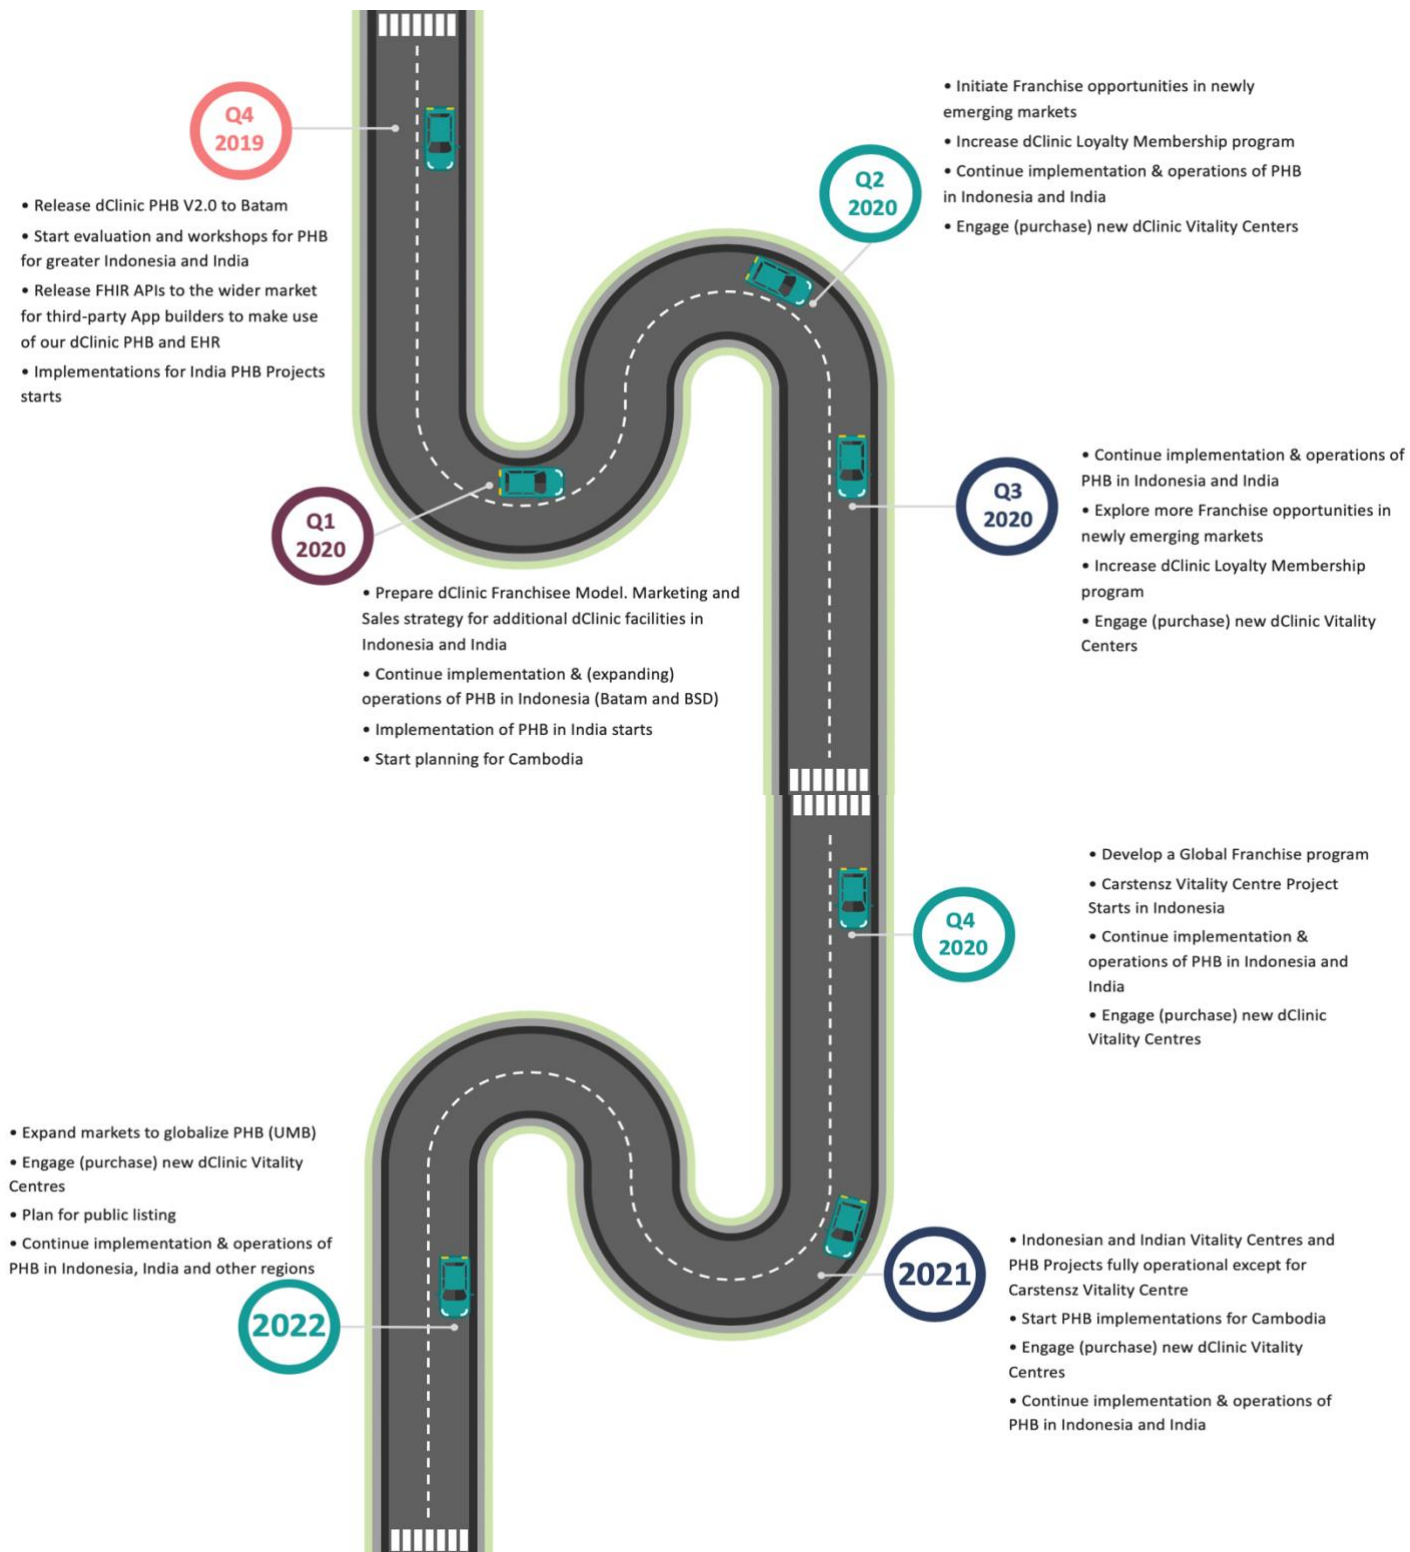 Q4
2019
• Release dClinic PHB V2.0 to Batam
• Start evaluation and workshops for PHB
for greater Indonesia and India
• Release FHIR APIs to the wider market
for third-party App builders to make use
of our dClinic PHB and EHR
• Implementations for India PHB Projects
starts
Q1
2020
• Prepare dClinic Franchisee Model. Marketing and
Sales strategy for additional dClinic facilities in
Indonesia and India
• Continue implementation & (expanding)
operations of PHB in Indonesia (Batam and BSD)
• Implementation of PHB in India starts
• Start planning for Cambodia
Q2
2020
• Initiate Franchise opportunities in newly
emerging markets
• Increase dClinic Loyalty Membership program
• Continue implementation & operations of PHB
in Indonesia and India
• Engage (purchase) new dClinic Vitality Centers
Q3
2020
• Continue implementation & operations of
PHB in Indonesia and India
• Explore more Franchise opportunities in
newly emerging markets
• Increase dClinic Loyalty Membership
program
• Engage (purchase) new dClinic Vitality
Centers
Q4
2020
• Develop a Global Franchise program
• Carstensz Vitality Centre Project
Starts in Indonesia
• Continue implementation &
operations of PHB in Indonesia and
India
• Engage (purchase) new dClinic
Vitality Centres
2021
• Indonesian and Indian Vitality Centres and
PHB Projects fully operational except for
Carstensz Vitality Centre
• Start PHB implementations for Cambodia
• Engage (purchase) new dClinic Vitality
Centres
• Continue implementation & operations of
PHB in Indonesia and India
• Expand markets to globalize PHB (UMB)
• Engage (purchase) new dClinic Vitality
Centres
• Plan for public listing
• Continue implementation & operations of
PHB in Indonesia, India and other regions
2022